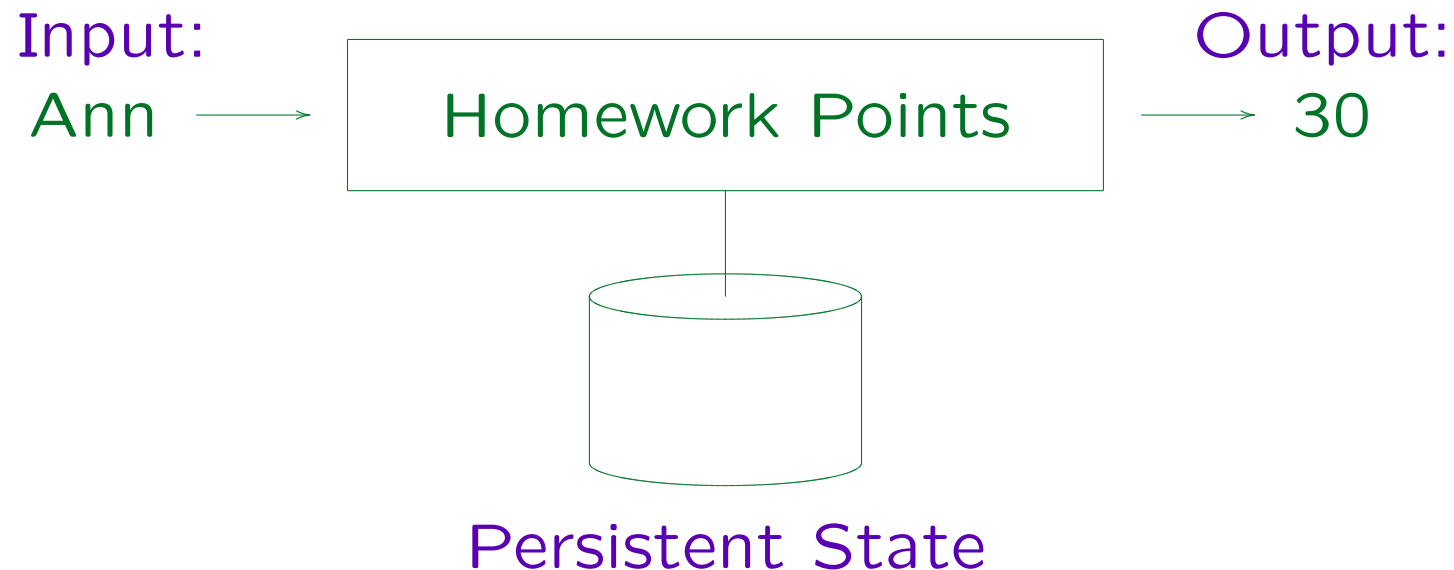 Input:
Output:
Ann
Homework Points
30
Persistent State